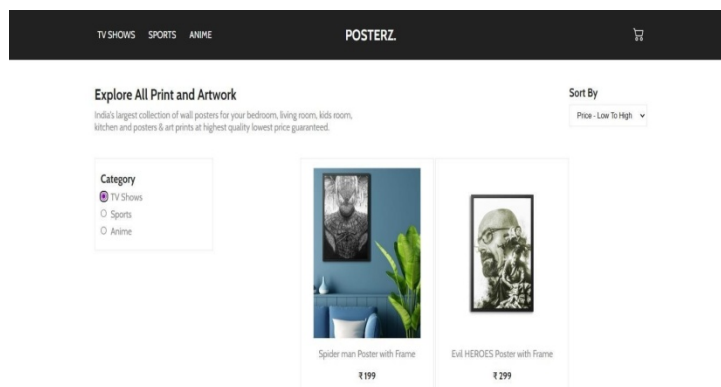 TV SHOWS SPORTS ANIME POSTERZ.
Explore All Print and Artwork
India's largest collection of wall posters for your bedroom, living room, kids room,
kitchen and posters & art prints at highest quality lowest price guaranteed.
Sort By
Price - Low To High
Category
TV Shows
Sports
Anime
Spider man Poster with Frame
₹ 199
Evil HEROES Poster with Frame
₹ 299